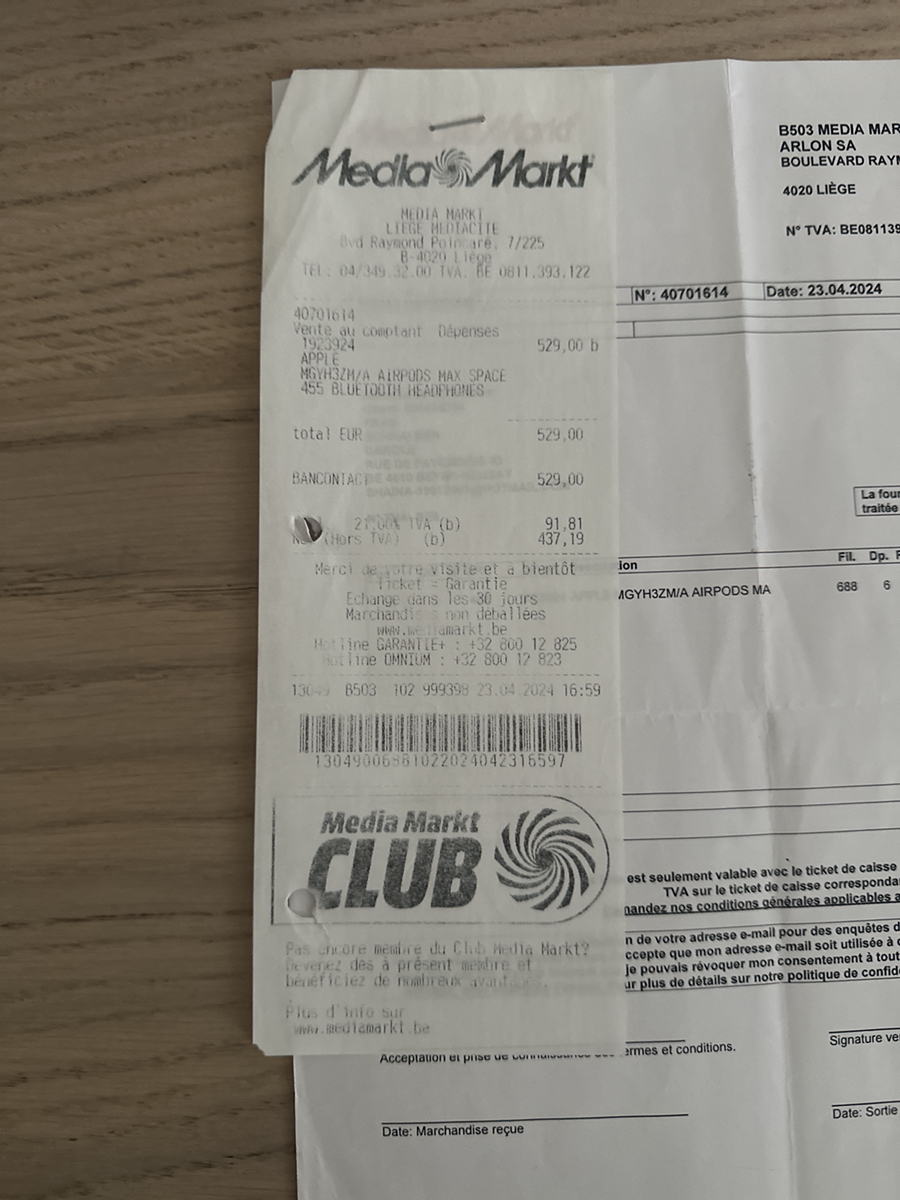 Media Markt
MEDIA MARKT
LIEGE MEDIACITE
Bvd Raymond Poincaré, 7/225
B-4020 Liège
TEL: 04/349.32.00 TVA. BE 0811.393.122
40701614
Vente au comptant Dépenses
1923924 529,00 b
APPLE
MGYH3ZM/A AIRPODS MAX SPACE
455 BLUETOOTH HEADPHONES
total EUR 529,00
BANCONTACT 529,00
21.00% TVA (b) 91,81
(Hors TVA) (b) 437,19
Merci de votre visite et a bientôt
Ticket = Garantie
Echange dans les 30 jours
Marchandises non déballées
www.mediamarkt.be
Hotline GARANTIE+ : +32 800 12 825
Hotline OMNIUM : +32 800 12 823
B503 102 999398 23.04.2024 16:59
Media Markt
CLUB
Pas encore membre du Club Media Markt?
Devenez dès à présent membre et
bénéficiez de nombreux avantages.
Plus d'info sur
www.mediamarkt.be
B503 MEDIA MAR
ARLON SA
BOULEVARD RAYM
4020 LIÈGE
N° TVA: BE081139
N°: 40701614 Date: 23.04.2024
La four
traitée
ion Fil. Dp.
MGYH3ZM/A AIRPODS MA 688 6
est seulement valable avec le ticket de caisse
TVA sur le ticket de caisse corresponda
mandez nos conditions générales applicables a
n de votre adresse e-mail pour des enquêtes d
ccepte que mon adresse e-mail soit utilisée à
je pouvais révoquer mon consentement à tout
ur plus de détails sur notre politique de confid
Acceptation et prise de ermes et conditions.
Signature ve
Date: Marchandise reçue
Date: Sortie